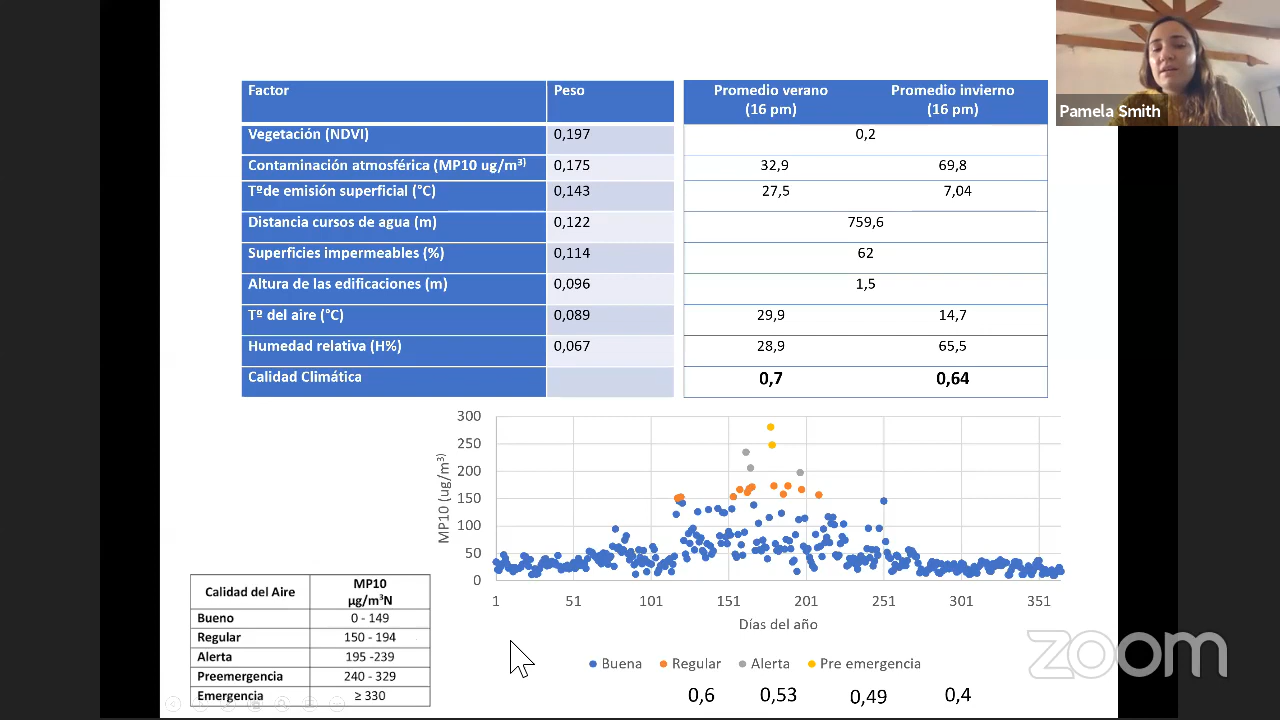 Factor Peso Promedio verano (16 pm) Promedio invierno (16 pm)
Vegetación (NDVI) 0,197 0,2
Contaminación atmosférica (MP10 ug/m³) 0,175 32,9 69,8
Tºde emisión superficial (°C) 0,143 27,5 7,04
Distancia cursos de agua (m) 0,122 759,6
Superficies impermeables (%) 0,114 62
Altura de las edificaciones (m) 0,096 1,5
Tº del aire (°C) 0,089 29,9 14,7
Humedad relativa (H%) 0,067 28,9 65,5
Calidad Climática 0,7 0,64
Pamela Smith
MP10 (ug/m³)
300
250
200
150
100
50
0
1 51 101 151 201 251 301 351
Días del año
Buena Regular Alerta Pre emergencia
0,6 0,53 0,49 0,4
Calidad del Aire MP10 µg/m³N
Bueno 0 - 149
Regular 150 - 194
Alerta 195 -239
Preemergencia 240 - 329
Emergencia ≥ 330
zoom